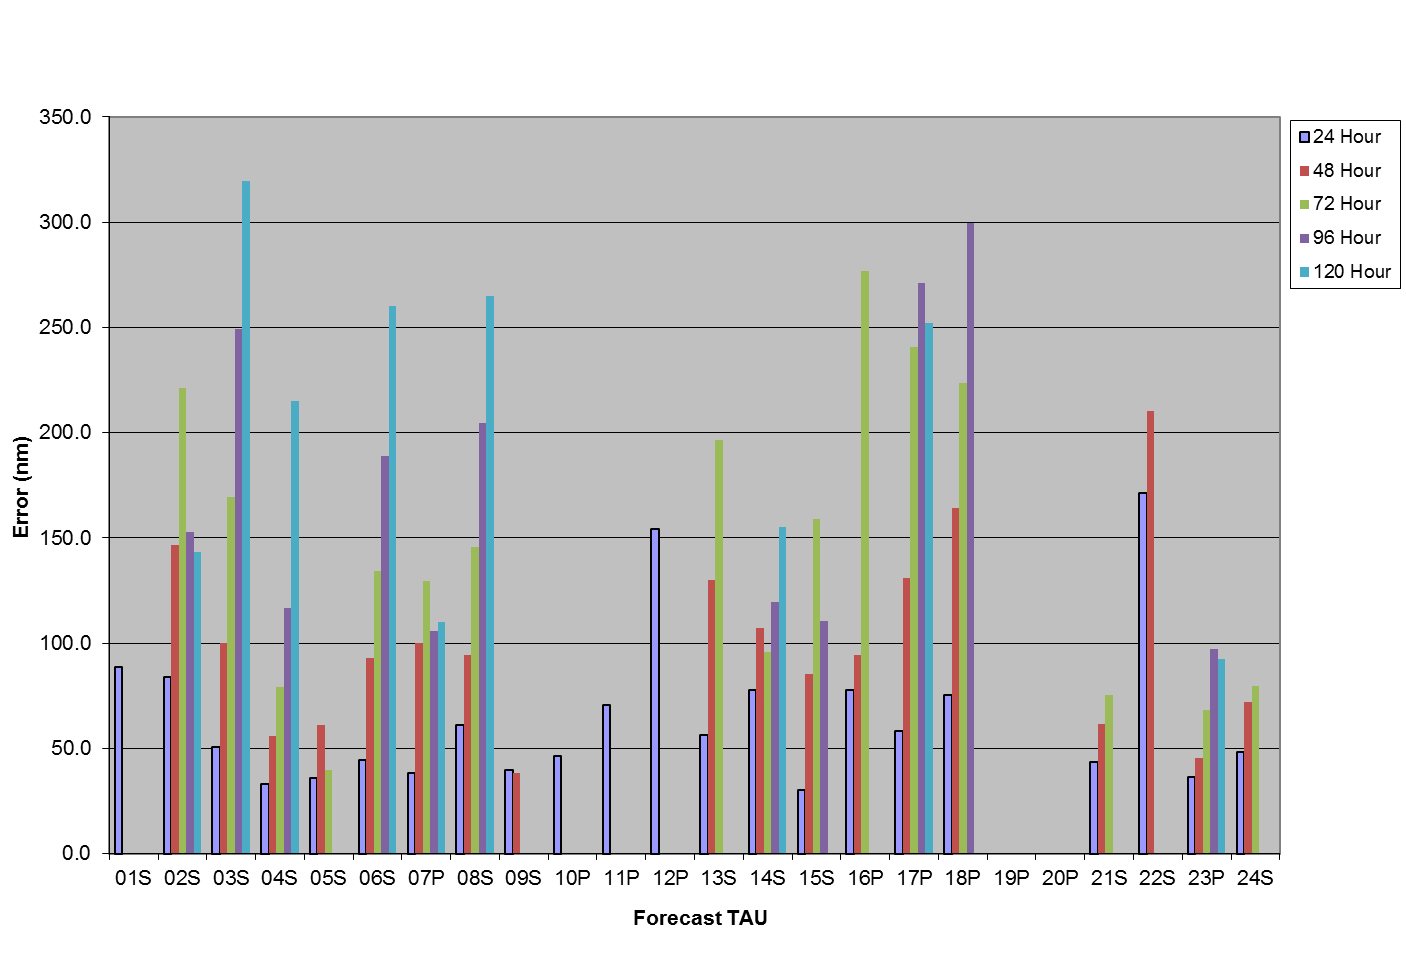 350.0
300.0
250.0
200.0
150.0
100.0
50.0
0.0
Error (nm)
01S 02S 03S 04S 05S 06S 07P 08S 09S 10P 11P 12P 13S 14S 15S 16P 17P 18P 19P 20P 21S 22S 23P 24S
Forecast TAU
24 Hour
48 Hour
72 Hour
96 Hour
120 Hour